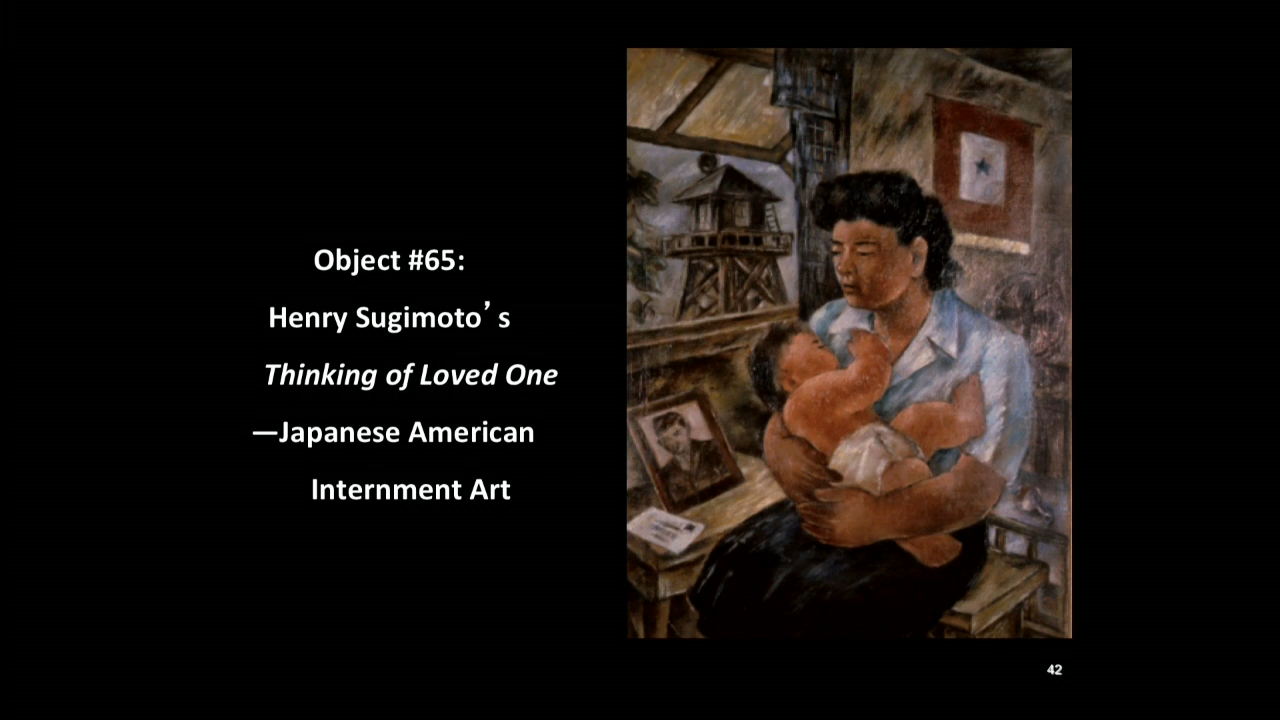 Object #65:
Henry Sugimoto’s
Thinking of Loved One
—Japanese American
Internment Art
42